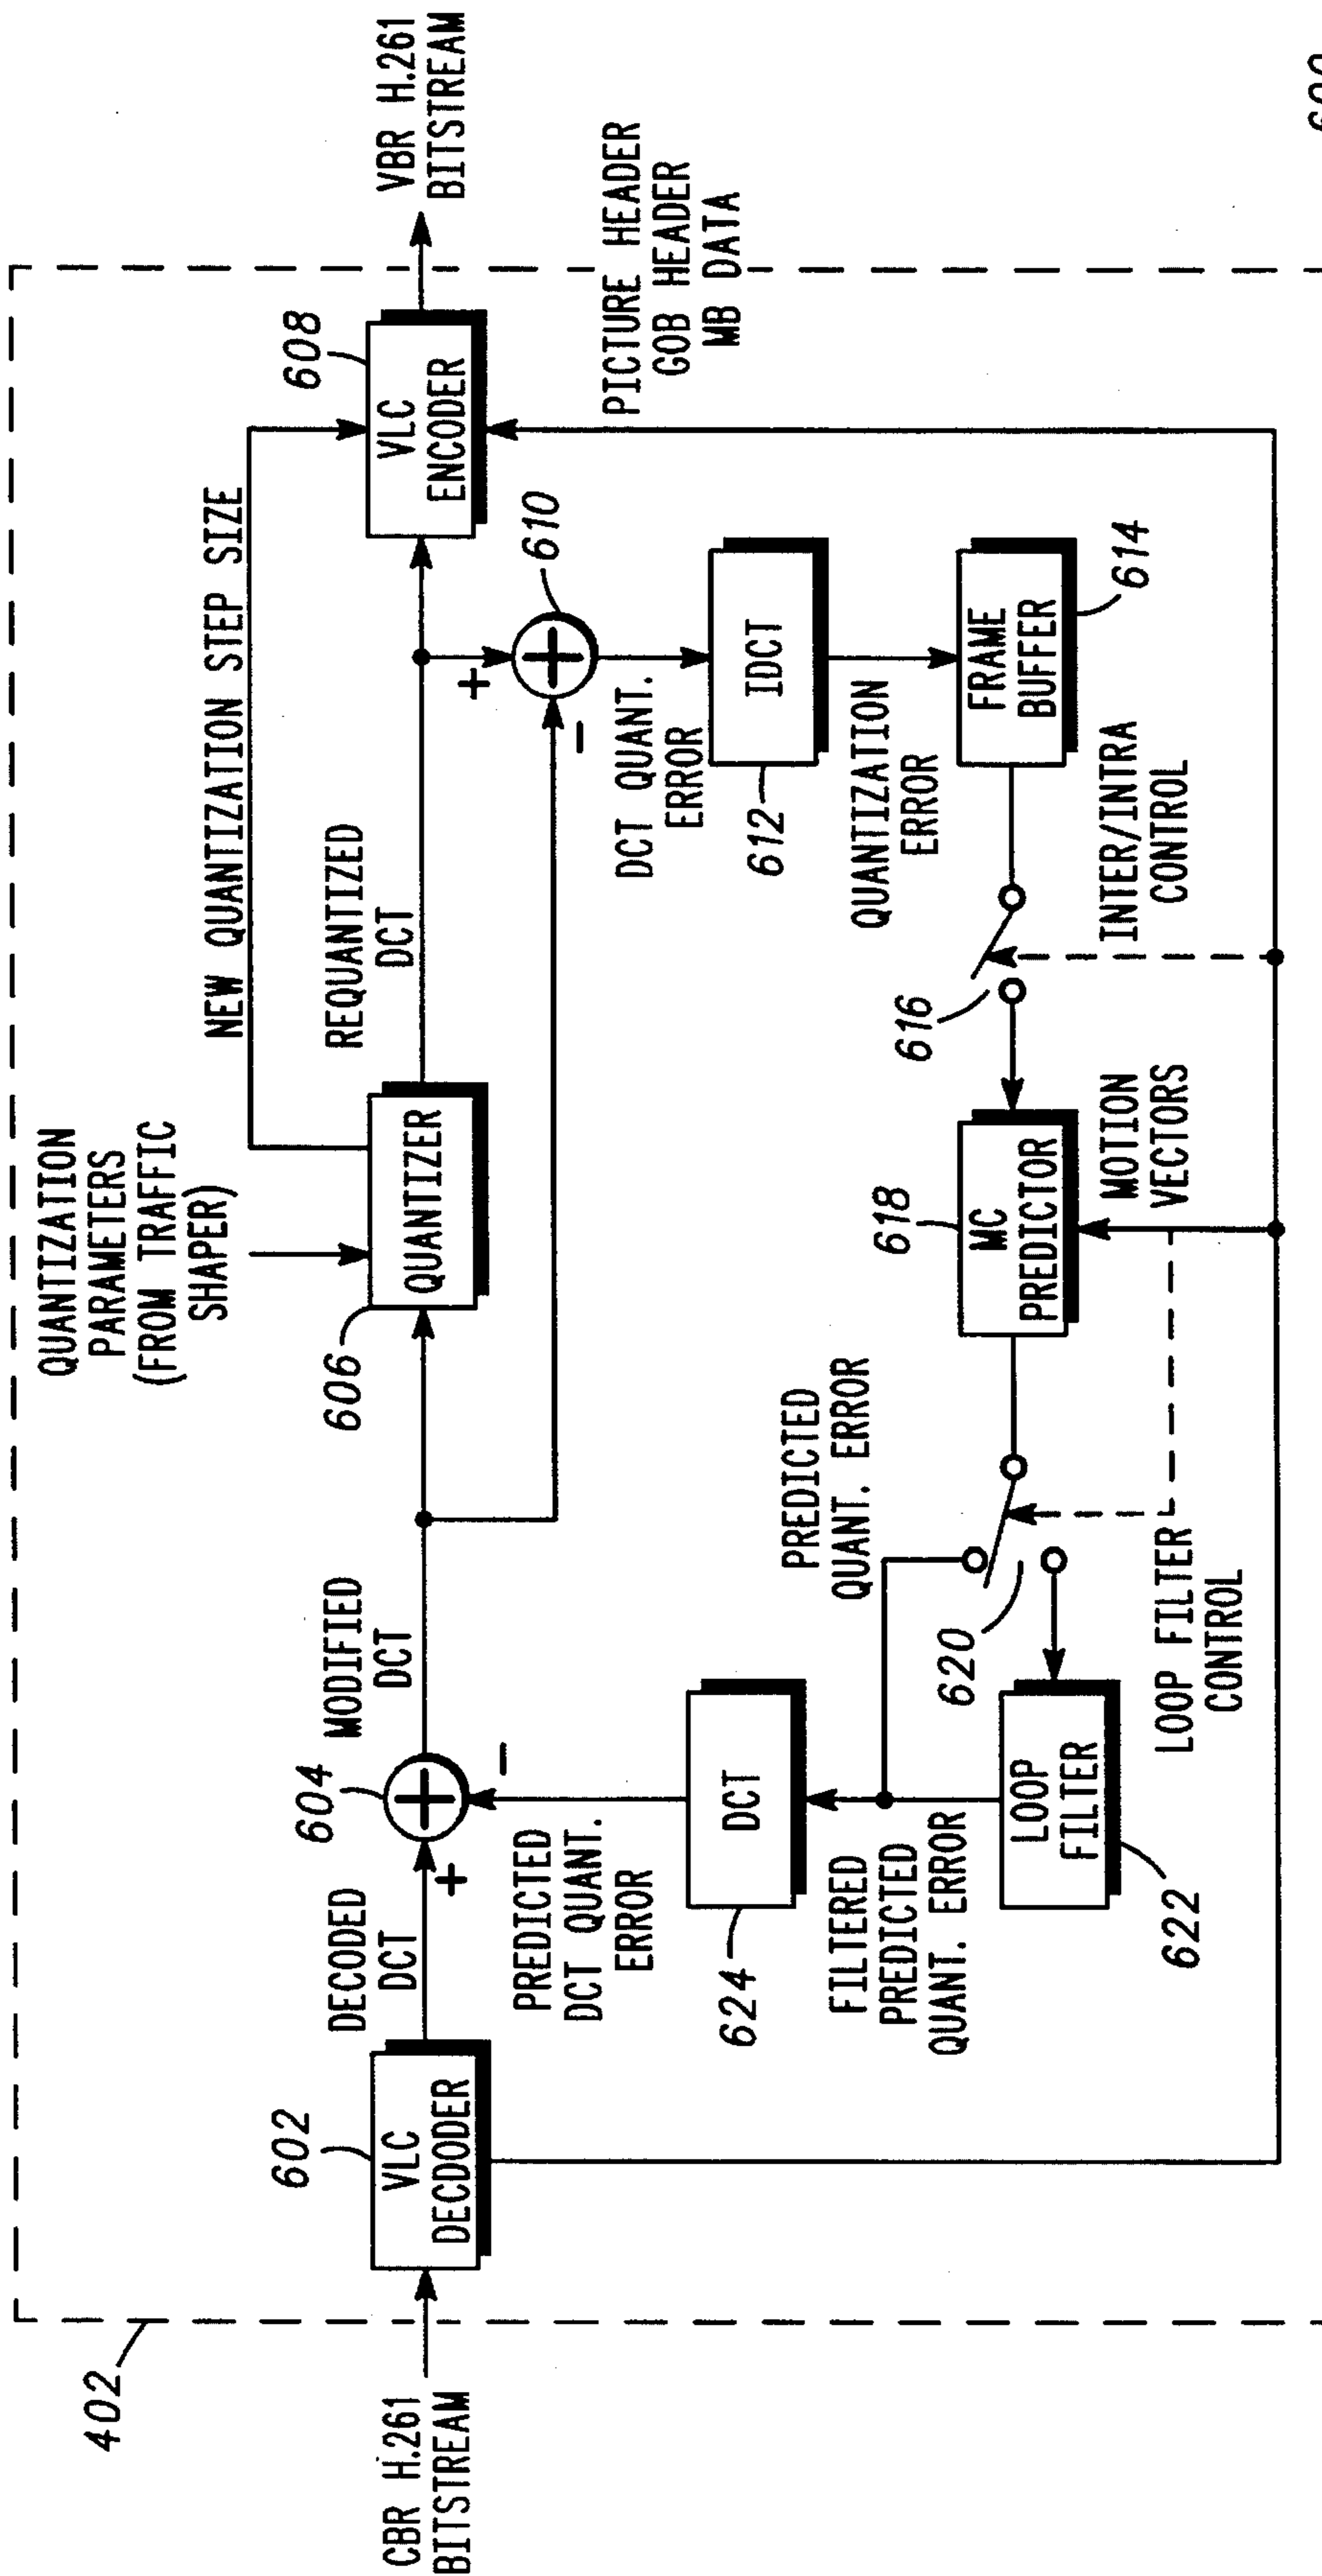 402
CBR H.261
BITSTREAM
602
VLC
DECDODER
DECODED
DCT
+
604
-
MODIFIED
DCT
QUANTIZATION
PARAMETERS
(FROM TRAFFIC
SHAPER)
606
QUANTIZER
NEW QUANTIZATION STEP SIZE
REQUANTIZED
DCT
608
VLC
ENCODER
VBR H.261
BITSTREAM
PICTURE HEADER
GOB HEADER
MB DATA
+
-
610
DCT QUANT.
ERROR
612
IDCT
QUANTIZATION
ERROR
FRAME
BUFFER
614
616
INTER/INTRA
CONTROL
618
MC
PREDICTOR
MOTION
VECTORS
PREDICTED
QUANT. ERROR
620
LOOP FILTER
CONTROL
LOOP
FILTER
622
FILTERED
PREDICTED
QUANT. ERROR
DCT
624
PREDICTED
DCT QUANT.
ERROR